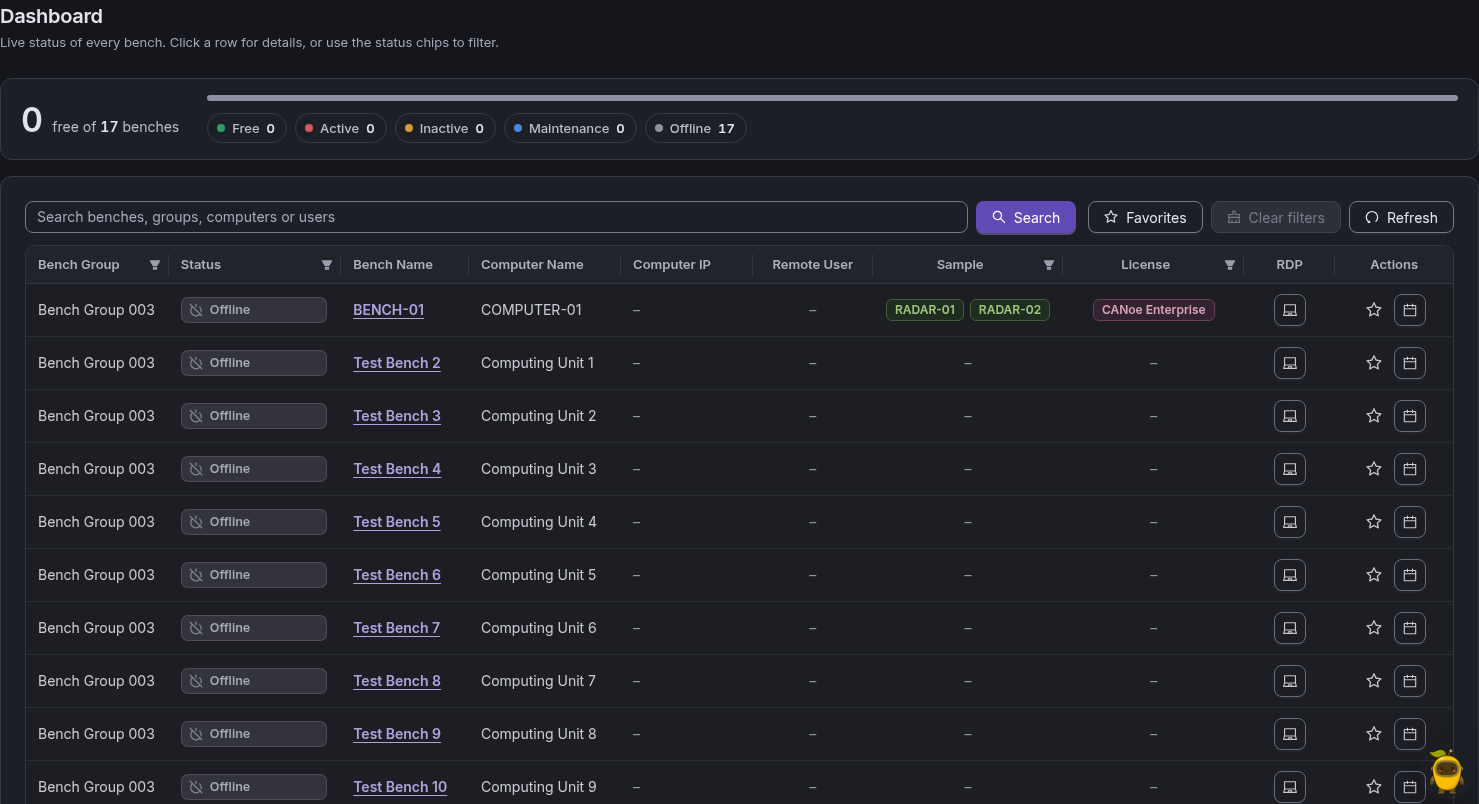 Dashboard
Live status of every bench. Click a row for details, or use the status chips to filter.
0 free of 17 benches
Free 0 Active 0 Inactive 0 Maintenance 0 Offline 17
Search benches, groups, computers or users Search Favorites Clear filters Refresh
Bench Group Status Bench Name Computer Name Computer IP Remote User Sample License RDP Actions
Bench Group 003 Offline BENCH-01 COMPUTER-01 – – RADAR-01 RADAR-02 CANoe Enterprise
Bench Group 003 Offline Test Bench 2 Computing Unit 1 – – – –
Bench Group 003 Offline Test Bench 3 Computing Unit 2 – – – –
Bench Group 003 Offline Test Bench 4 Computing Unit 3 – – – –
Bench Group 003 Offline Test Bench 5 Computing Unit 4 – – – –
Bench Group 003 Offline Test Bench 6 Computing Unit 5 – – – –
Bench Group 003 Offline Test Bench 7 Computing Unit 6 – – – –
Bench Group 003 Offline Test Bench 8 Computing Unit 7 – – – –
Bench Group 003 Offline Test Bench 9 Computing Unit 8 – – – –
Bench Group 003 Offline Test Bench 10 Computing Unit 9 – – – –